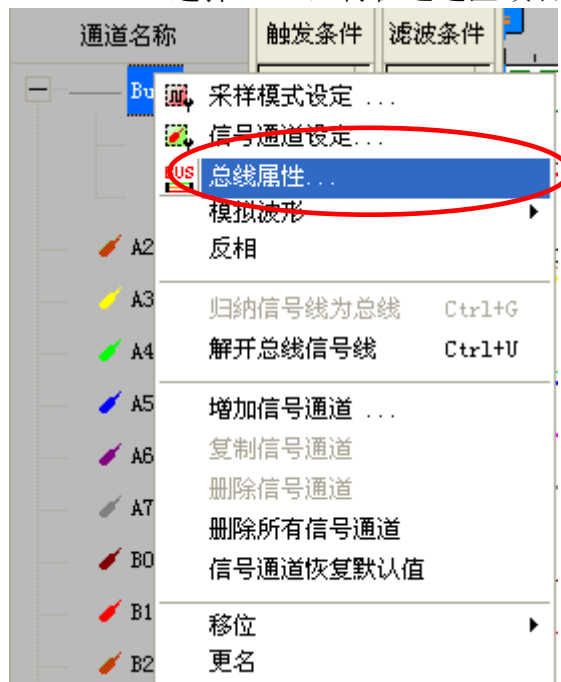 通道名称 触发条件 滤波条件
Bu
采样模式设定 ...
信号通道设定...
BUS 总线属性...
模拟波形
A2 反相
A3 归纳信号线为总线 Ctrl+G
A4 解开总线信号线 Ctrl+U
A5 增加信号通道 ...
A6 复制信号通道
删除信号通道
A7
删除所有信号通道
B0 信号通道恢复默认值
B1 移位
B2 更名